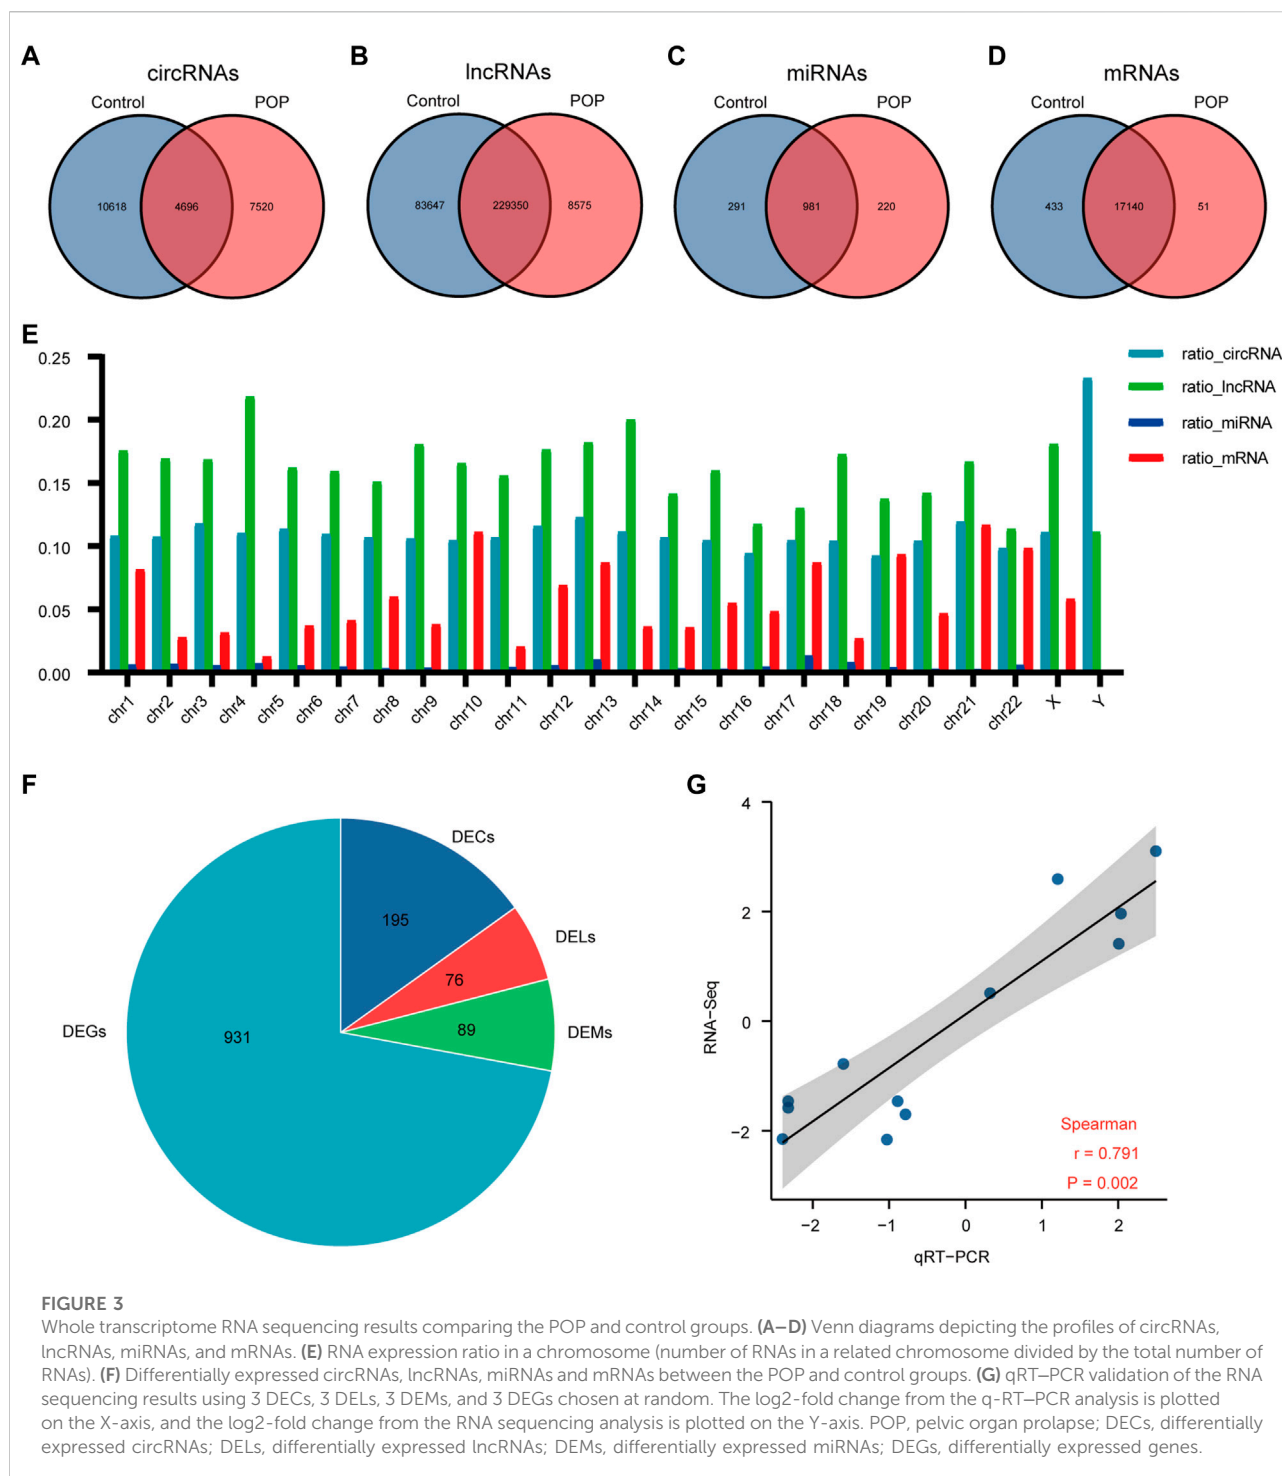 A
circRNAs
Control
POP
10618
4696
7520
B
lncRNAs
Control
POP
83647
229350
8575
C
miRNAs
Control
POP
291
981
220
D
mRNAs
Control
POP
433
17140
51
E
0.25
0.20
0.15
0.10
0.05
0.00
chr1
chr2
chr3
chr4
chr5
chr6
chr7
chr8
chr9
chr10
chr11
chr12
chr13
chr14
chr15
chr16
chr17
chr18
chr19
chr20
chr21
chr22
X
Y
ratio_circRNA
ratio_lncRNA
ratio_miRNA
ratio_mRNA
F
DECs
195
DELs
76
DEMs
89
DEGs
931
G
4
2
0
−2
RNA−Seq
−2
−1
0
1
2
qRT−PCR
Spearman
r = 0.791
P = 0.002
FIGURE 3
Whole transcriptome RNA sequencing results comparing the POP and control groups. (A–D) Venn diagrams depicting the profiles of circRNAs,
lncRNAs, miRNAs, and mRNAs. (E) RNA expression ratio in a chromosome (number of RNAs in a related chromosome divided by the total number of
RNAs). (F) Differentially expressed circRNAs, lncRNAs, miRNAs and mRNAs between the POP and control groups. (G) qRT–PCR validation of the RNA
sequencing results using 3 DECs, 3 DELs, 3 DEMs, and 3 DEGs chosen at random. The log2-fold change from the q-RT–PCR analysis is plotted
on the X-axis, and the log2-fold change from the RNA sequencing analysis is plotted on the Y-axis. POP, pelvic organ prolapse; DECs, differentially
expressed circRNAs; DELs, differentially expressed lncRNAs; DEMs, differentially expressed miRNAs; DEGs, differentially expressed genes.